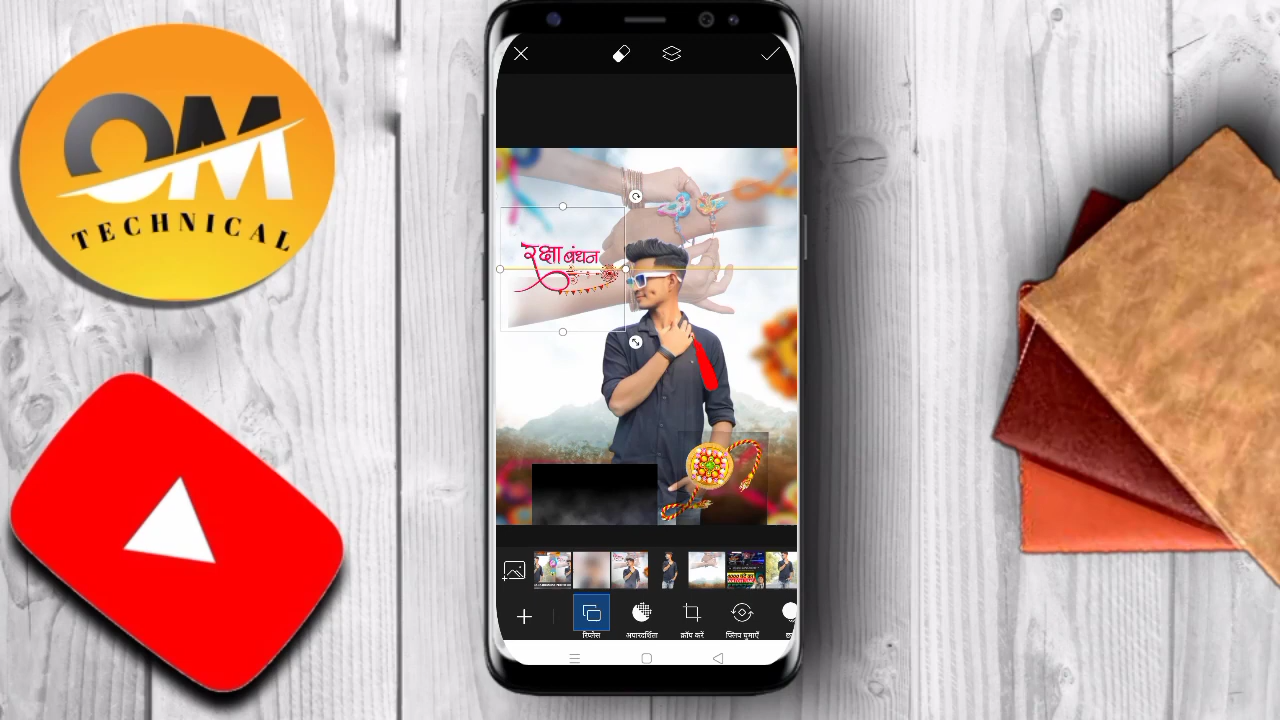 OM
TECHNICAL
रक्षा बंधन
रिप्लेस
अपारदर्शिता
क्रॉप करें
फ्लिप घुमाएँ